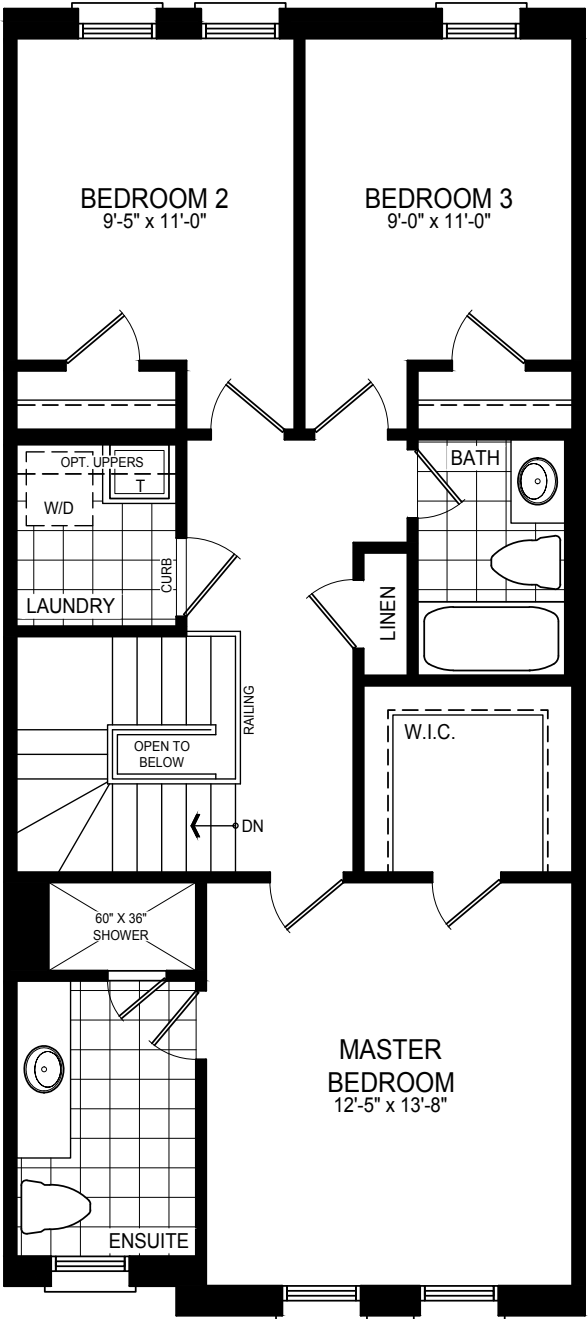 BEDROOM 2
9'-5" x 11'-0"
BEDROOM 3
9'-0" x 11'-0"
OPT. UPPERS
T
W/D
LAUNDRY
CURB
BATH
LINEN
RAILING
OPEN TO
BELOW
DN
W.I.C.
60" X 36"
SHOWER
MASTER
BEDROOM
12'-5" x 13'-8"
ENSUITE